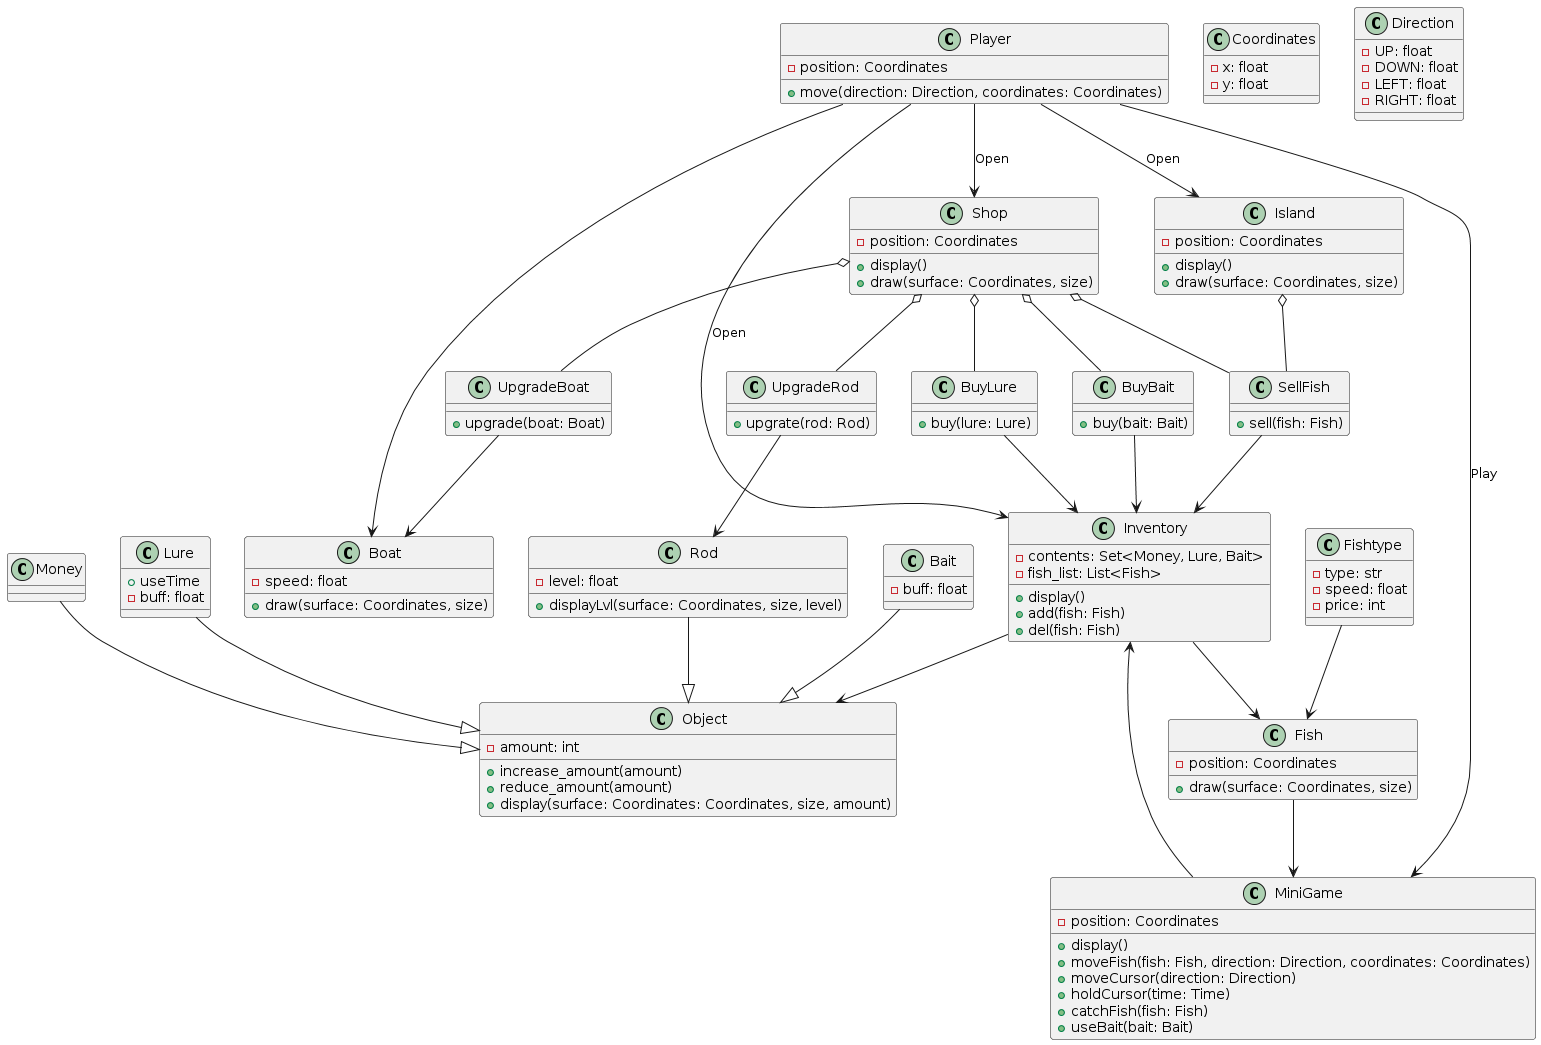 C Player
position: Coordinates
move(direction: Direction, coordinates: Coordinates)
C Coordinates
x: float
y: float
C Direction
UP: float
DOWN: float
LEFT: float
RIGHT: float
Open
Open
C Shop
position: Coordinates
display()
draw(surface: Coordinates, size)
C Island
position: Coordinates
display()
draw(surface: Coordinates, size)
Open
C UpgradeBoat
upgrade(boat: Boat)
C UpgradeRod
upgrate(rod: Rod)
C BuyLure
buy(lure: Lure)
C BuyBait
buy(bait: Bait)
C SellFish
sell(fish: Fish)
Play
C Money
C Lure
useTime
buff: float
C Boat
speed: float
draw(surface: Coordinates, size)
C Rod
level: float
displayLvl(surface: Coordinates, size, level)
C Bait
buff: float
C Inventory
contents: Set<Money, Lure, Bait>
fish_list: List<Fish>
display()
add(fish: Fish)
del(fish: Fish)
C Fishtype
type: str
speed: float
price: int
C Object
amount: int
increase_amount(amount)
reduce_amount(amount)
display(surface: Coordinates: Coordinates, size, amount)
C Fish
position: Coordinates
draw(surface: Coordinates, size)
C MiniGame
position: Coordinates
display()
moveFish(fish: Fish, direction: Direction, coordinates: Coordinates)
moveCursor(direction: Direction)
holdCursor(time: Time)
catchFish(fish: Fish)
useBait(bait: Bait)